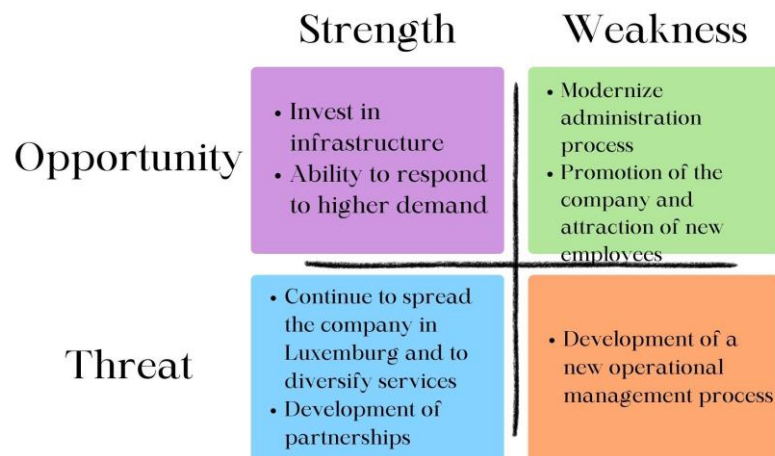 Strength
Weakness
Opportunity
• Invest in
infrastructure
• Ability to respond
to higher demand
• Modernize
administration
process
• Promotion of the
company and
attraction of new
employees
Threat
• Continue to spread
the company in
Luxemburg and to
diversify services
• Development of
partnerships
• Development of a
new operational
management process